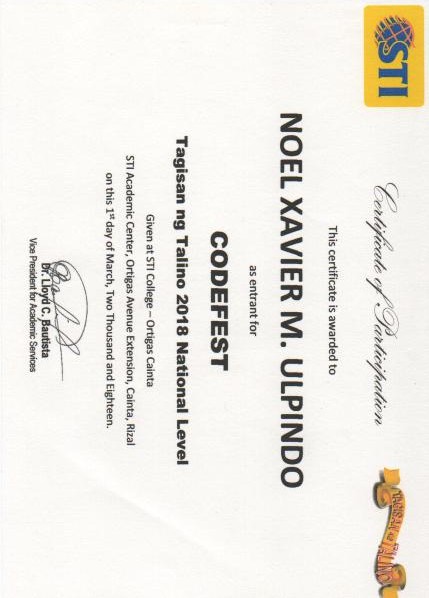 STI
Certificate of Participation
TAGISAN NG TALINO
This certificate is awarded to
NOEL XAVIER M. ULPINDO
as entrant for
CODEFEST
Tagisan ng Talino 2018 National Level
Given at STI College – Ortigas Cainta
STI Academic Center, Ortigas Avenue Extension, Cainta, Rizal
on this 1st day of March, Two Thousand and Eighteen.
Dr. Lloyd C. Bautista
Vice President for Academic Services